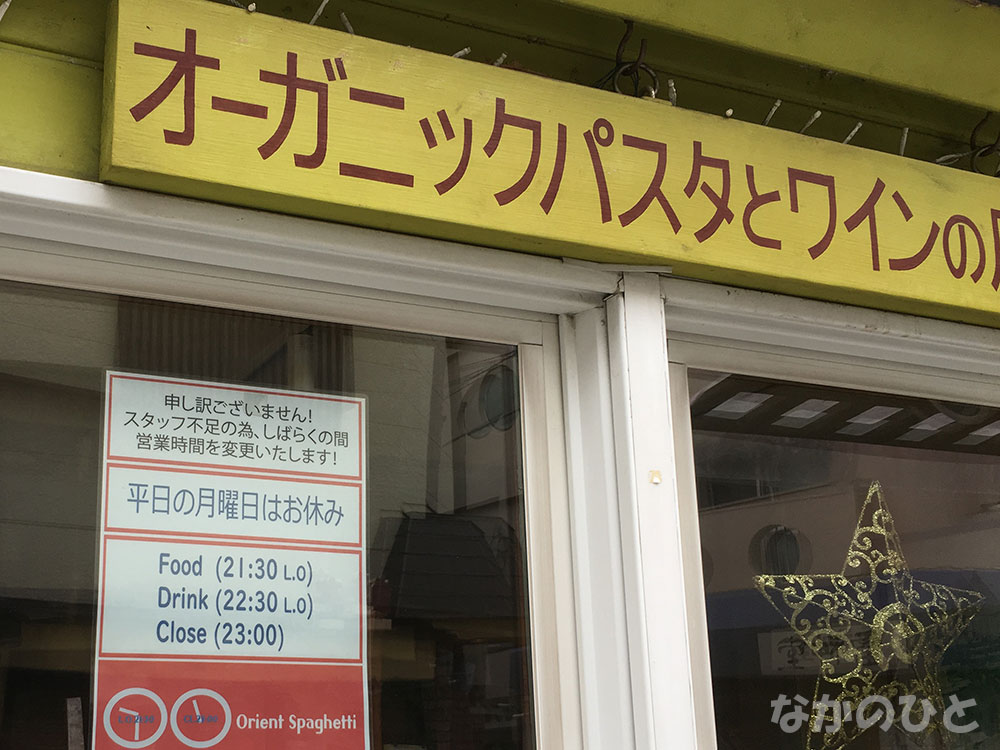 オーガニックパスタとワインの
申し訳ございません!
スタッフ不足の為、しばらくの間
営業時間を変更いたします!
平日の月曜日はお休み
Food (21:30 L.O)
Drink (22:30 L.O)
Close (23:00)
Orient Spaghetti
なかのひと